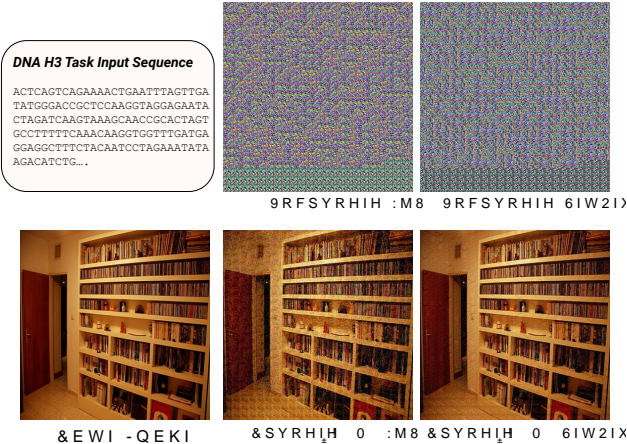 DNA H3 Task Input Sequence
ACTCAGTCAGAAAACTGAATTTAGTTGA
TATGGGACCGCTCCAAGGTAGGAGAATA
CTAGATCAAGTAAAGCAACCGCACTAGT
GCCTTTTTCAAACAAGGTGGTTTGATGA
GGAGGCTTTCTACAATCCTAGAAATATA
AGACATCTG….
9RFSYRHIH :M8 9RFSYRHIH 6IW2IX
&EWI -QEKI &SYRHIH 0 :M8 &SYRHIH 0 6IW2IX